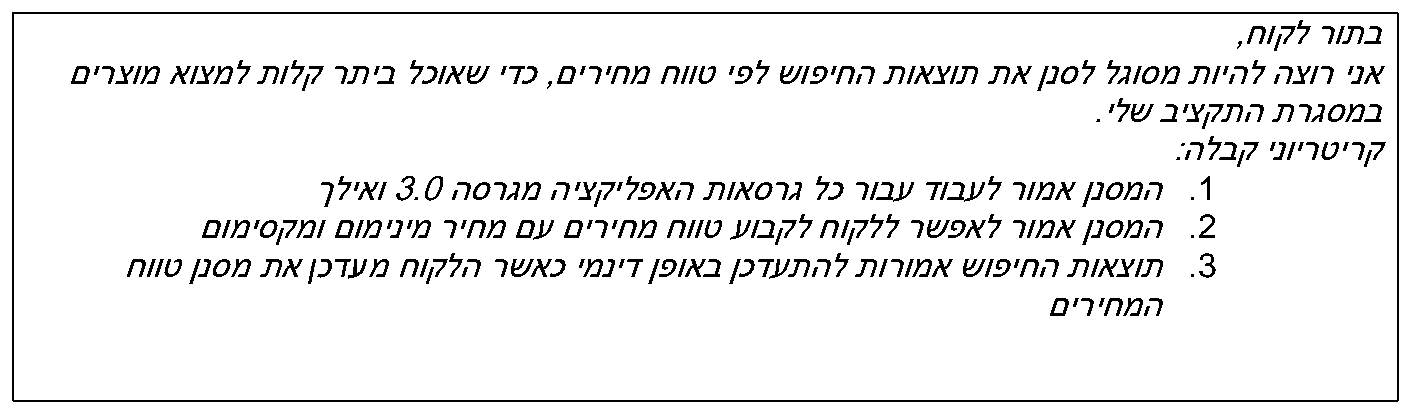 בתור לקוח,
אני רוצה להיות מסוגל לסנן את תוצאות החיפוש לפי טווח מחירים, כדי שאוכל ביתר קלות למצוא מוצרים
במסגרת התקציב שלי.
קריטריוני קבלה:
1. המסנן אמור לעבוד עבור כל גרסאות האפליקציה מגרסה 3.0 ואילך
2. המסנן אמור לאפשר ללקוח לקבוע טווח מחירים עם מחיר מינימום ומקסימום
3. תוצאות החיפוש אמורות להתעדכן באופן דינמי כאשר הלקוח מעדכן את מסנן טווח
המחירים